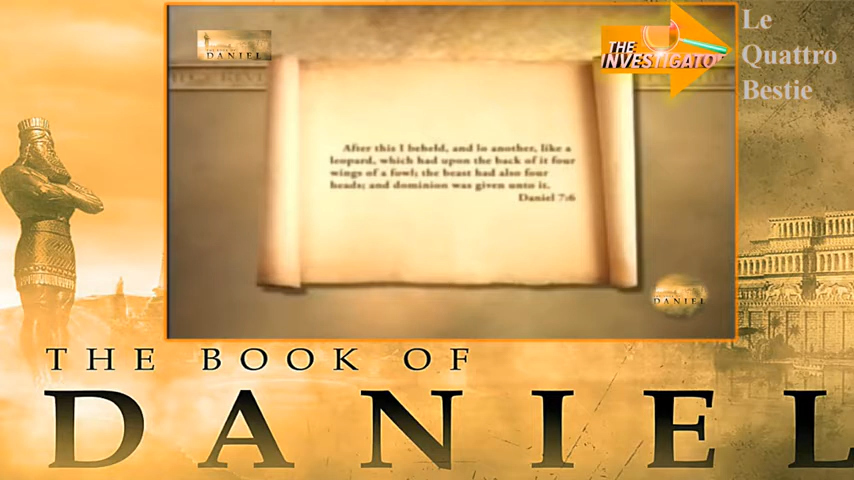 DANIEL
THE
INVESTIGATO
Le
Quattro
Bestie
After this I beheld, and lo another, like a
leopard, which had upon the back of it four
wings of a fowl; the beast had also four
heads; and dominion was given unto it.
Daniel 7:6
DANIEL
THE BOOK OF
DANIEL